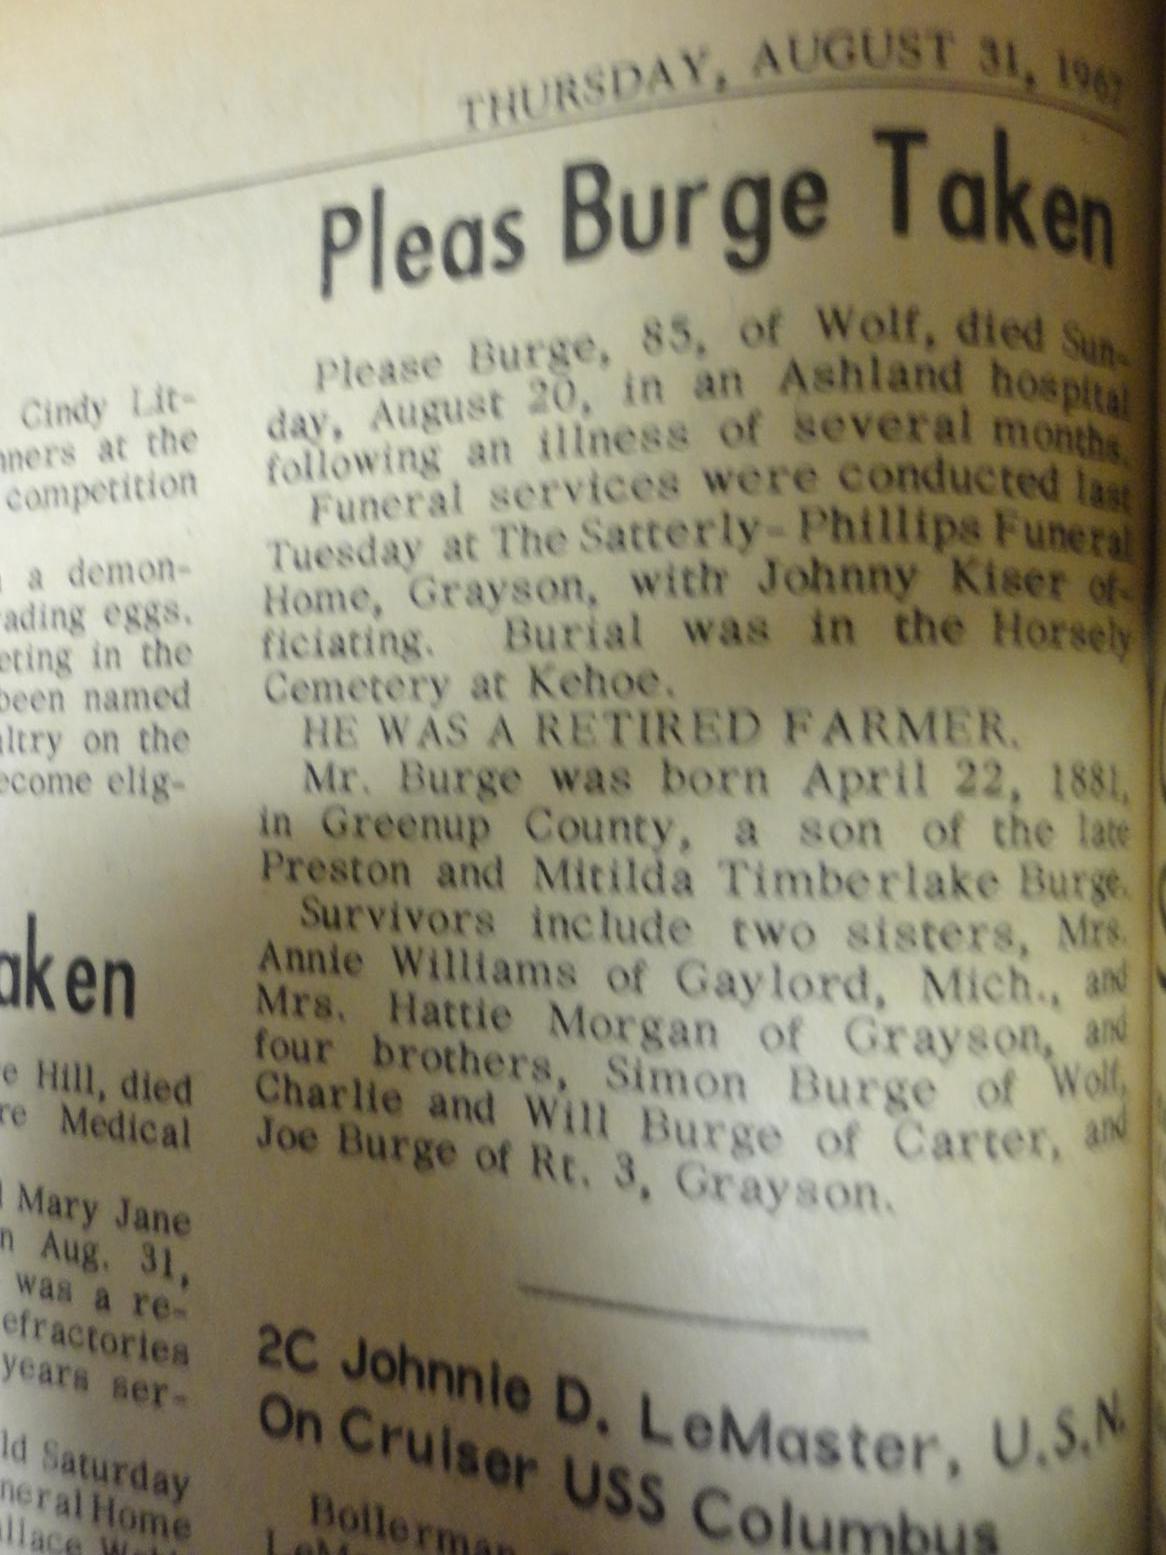 THURSDAY, AUGUST 31, 1967
Cindy Lit-
nners at the
competition
a demon-
ading eggs.
eting in the
been named
ltry on the
ecome elig-
aken
e Hill, died
re Medical
Mary Jane
n Aug. 31,
was a re-
efractories
years ser-
ld Saturday
neral Home
allace
Pleas Burge Taken
Please Burge, 85, of Wolf, died Sun-
day, August 20, in an Ashland hospital
following an illness of several months.
Funeral services were conducted last
Tuesday at The Satterly-Phillips Funeral
Home, Grayson, with Johnny Kiser of-
ficiating. Burial was in the Horsely
Cemetery at Kehoe.
HE WAS A RETIRED FARMER.
Mr. Burge was born April 22, 1881,
in Greenup County, a son of the late
Preston and Mitilda Timberlake Burge.
Survivors include two sisters, Mrs.
Annie Williams of Gaylord, Mich., and
Mrs. Hattie Morgan of Grayson, and
four brothers, Simon Burge of Wolf,
Charlie and Will Burge of Carter, and
Joe Burge of Rt. 3, Grayson.
2C Johnnie D. LeMaster, U.S.N.
On Cruiser USS Columbus
Boilerman